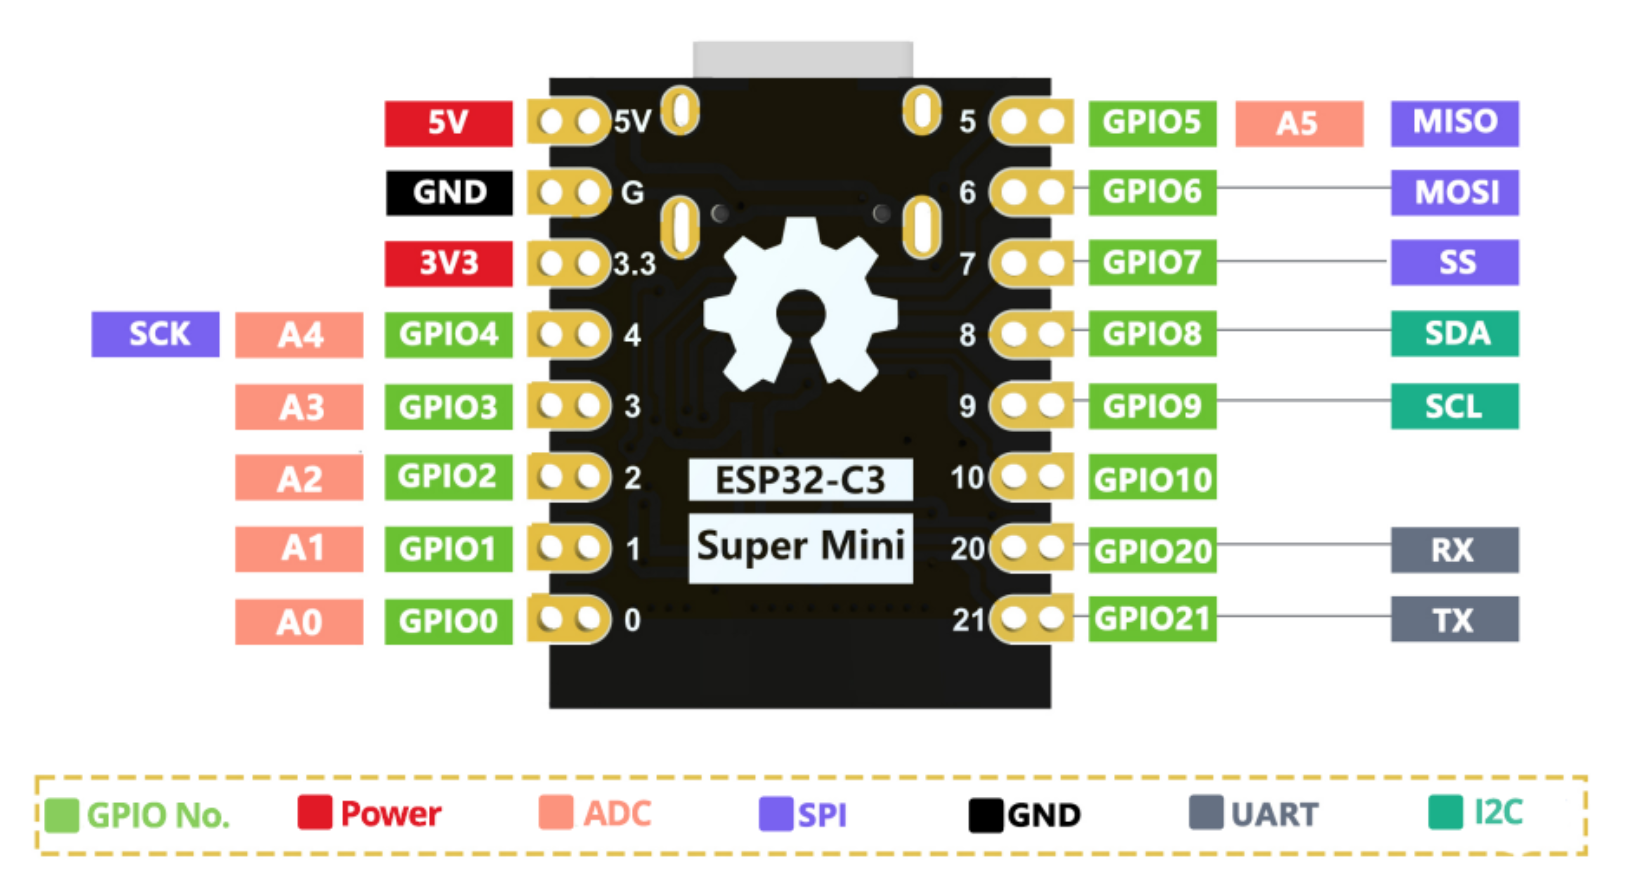 5V 5V 5 GPIO5 A5 MISO
GND G 6 GPIO6 MOSI
3V3 3.3 7 GPIO7 SS
SCK A4 GPIO4 4 8 GPIO8 SDA
A3 GPIO3 3 9 GPIO9 SCL
A2 GPIO2 2 10 GPIO10
A1 GPIO1 1 20 GPIO20 RX
A0 GPIO0 0 21 GPIO21 TX
ESP32-C3
Super Mini
GPIO No. Power ADC SPI GND UART I2C